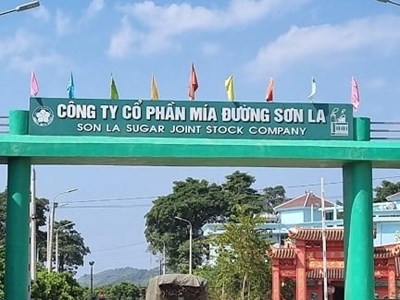 CÔNG TY CỔ PHẦN MÍA ĐƯỜNG SƠN LA
SON LA SUGAR JOINT STOCK COMPANY